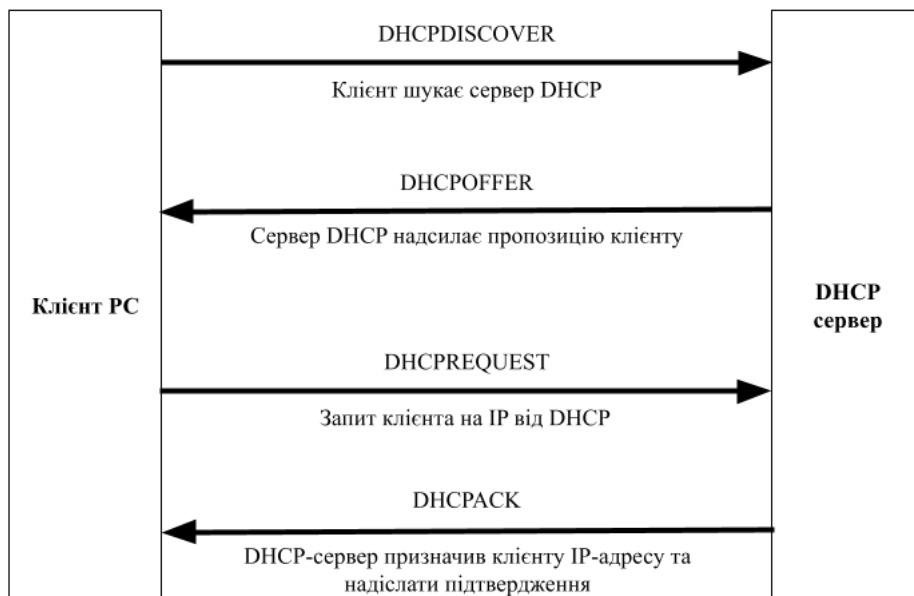 DHCPDISCOVER
Клієнт шукає сервер DHCP
DHCPOFFER
Сервер DHCP надсилає пропозицію клієнту
Клієнт PC
DHCP
сервер
DHCPREQUEST
Запит клієнта на IP від DHCP
DHCPACK
DHCP-сервер призначив клієнту IP-адресу та
надіслати підтвердження